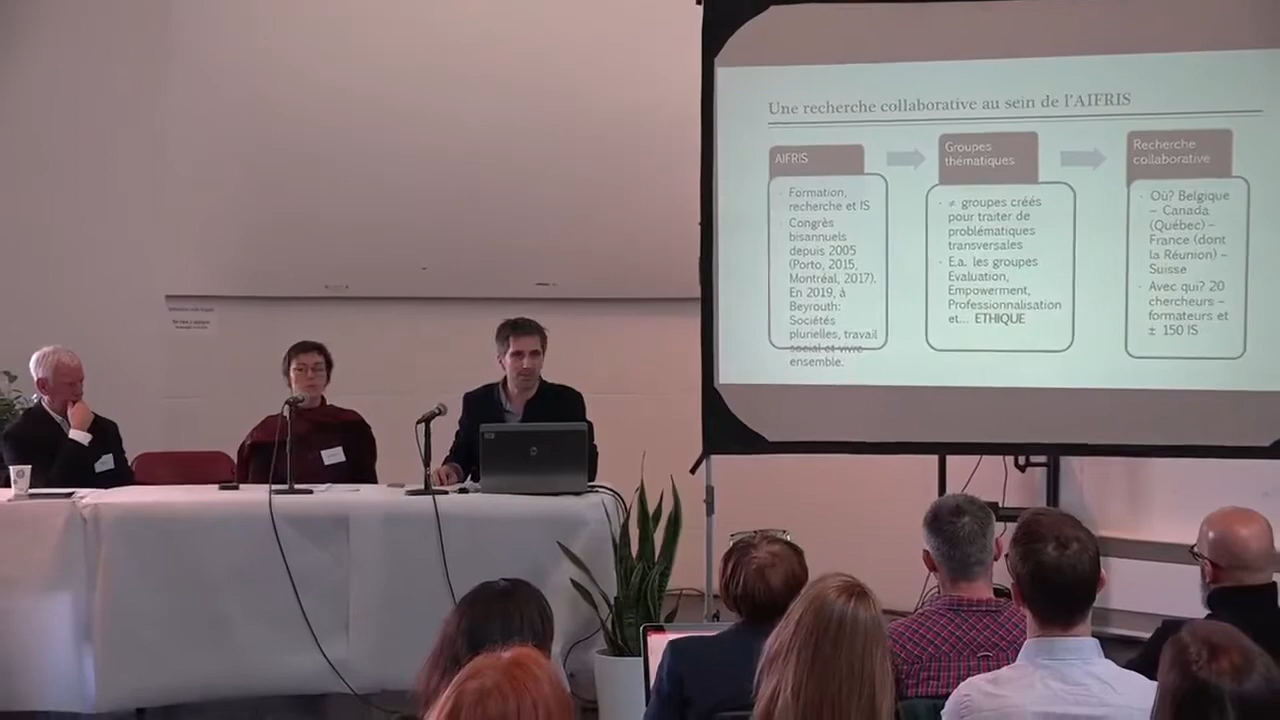 Une recherche collaborative au sein de l'AIFRIS
AIFRIS
Formation,
recherche et IS
Congrès
bisannuels
depuis 2005
(Porto, 2015,
Montréal, 2017).
En 2019, à
Beyrouth:
Sociétés
plurielles, travail
social et vivre
ensemble.
Groupes
thématiques
≠ groupes créés
pour traiter de
problématiques
transversales
E.a. les groupes
Evaluation,
Empowerment,
Professionnalisation
et... ETHIQUE
Recherche
collaborative
Où? Belgique
– Canada
(Québec) –
France (dont
la Réunion) –
Suisse
Avec qui? 20
chercheurs –
formateurs et
± 150 IS